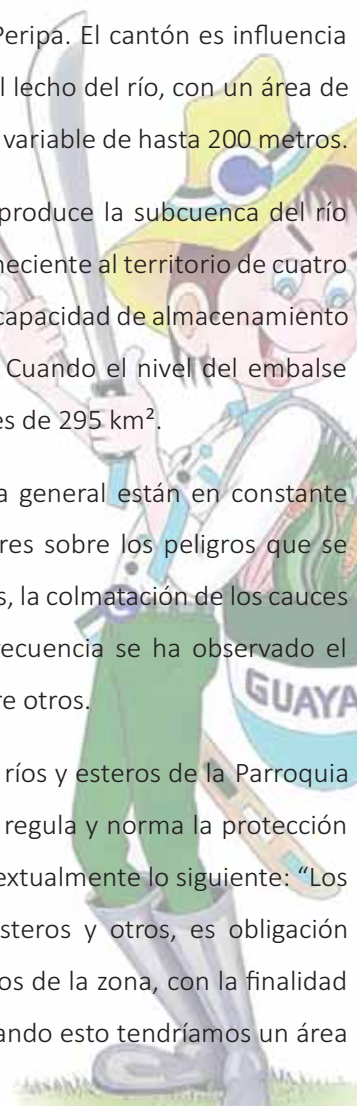 Peripa. El cantón es influencia
l lecho del río, con un área de
variable de hasta 200 metros.
produce la subcuenca del río
neciente al territorio de cuatro
capacidad de almacenamiento
Cuando el nivel del embalse
es de 295 km².
a general están en constante
res sobre los peligros que se
s, la colmatación de los cauces
recuencia se ha observado el
re otros.
GUAYA
ríos y esteros de la Parroquia
regula y norma la protección
extualmente lo siguiente: “Los
steros y otros, es obligación
os de la zona, con la finalidad
ando esto tendríamos un área